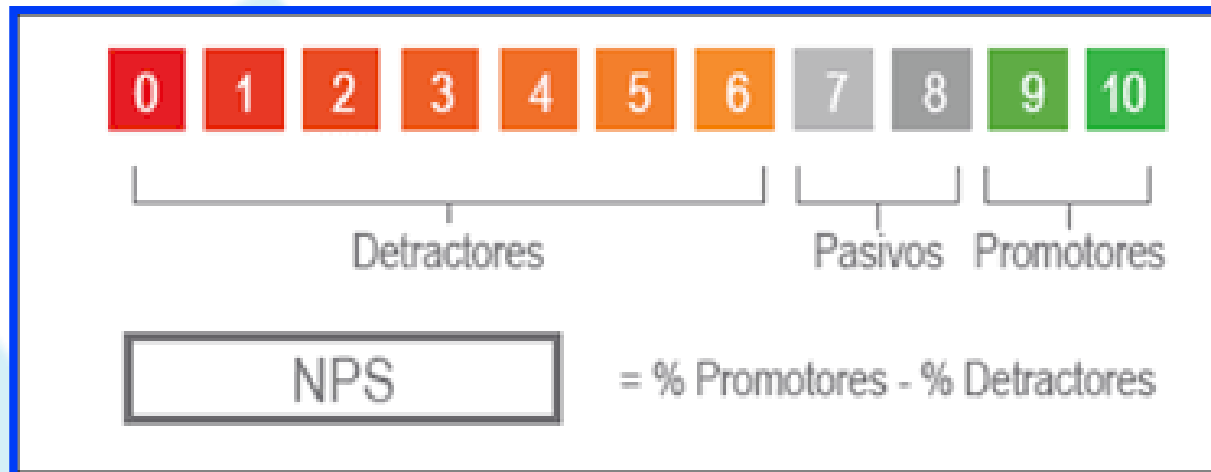 0 1 2 3 4 5 6 7 8 9 10
Detractores Pasivos Promotores
NPS = % Promotores - % Detractores